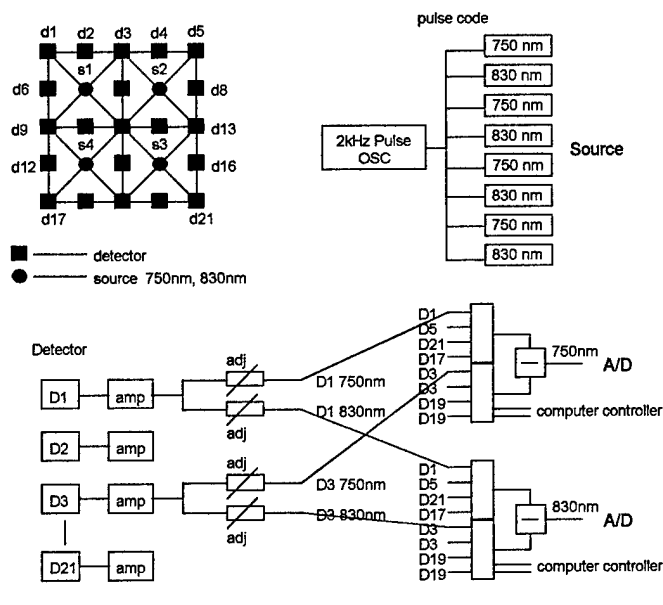 d1 d2 d3 d4 d5
s1 s2
d6 d8
d9 d13
s4 s3
d12 d16
d17 d21
detector
source 750nm, 830nm
pulse code
2kHz Pulse
OSC
750 nm
830 nm
750 nm
830 nm
750 nm
830 nm
750 nm
830 nm
Source
Detector
D1 amp
D2 amp
D3 amp
D21 amp
adj
adj
adj
adj
D1 750nm
D1 830nm
D3 750nm
D3 830nm
D1
D5
D21
D17
D3
D3
D19
D19
750nm
A/D
computer controller
D1
D5
D21
D17
D3
D3
D19
D19
830nm
A/D
computer controller